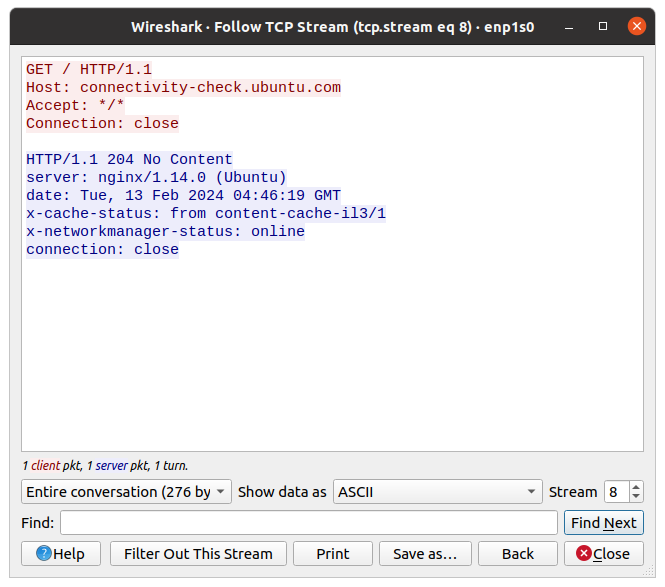 Wireshark · Follow TCP Stream (tcp.stream eq 8) · enp1s0
GET / HTTP/1.1
Host: connectivity-check.ubuntu.com
Accept: */*
Connection: close
HTTP/1.1 204 No Content
server: nginx/1.14.0 (Ubuntu)
date: Tue, 13 Feb 2024 04:46:19 GMT
x-cache-status: from content-cache-il3/1
x-networkmanager-status: online
connection: close
1 client pkt, 1 server pkt, 1 turn.
Entire conversation (276 by Show data as ASCII Stream 8
Find: Find Next
Help Filter Out This Stream Print Save as… Back Close